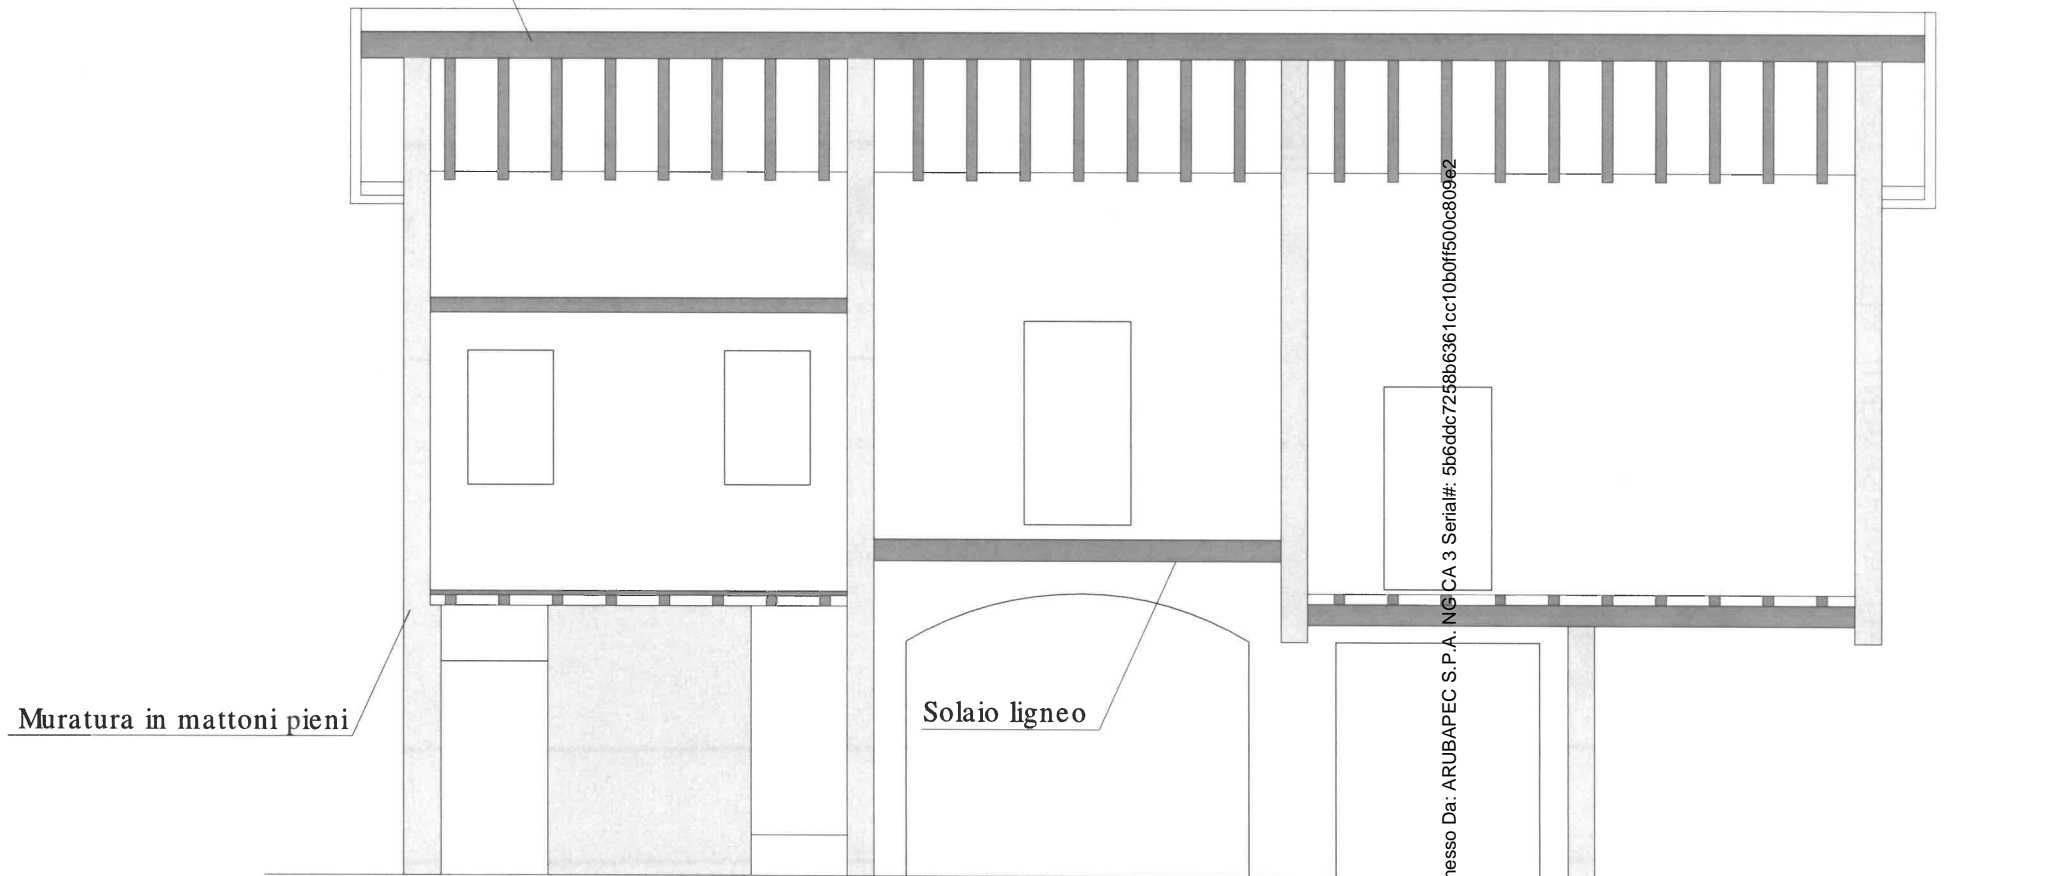 Muratura in mattoni pieni
Solaio ligneo
nesso Da: ARUBAPEC S.P.A. NG CA 3 Serial#: 5b6ddc7258b6361cc10b0ff500c809e2